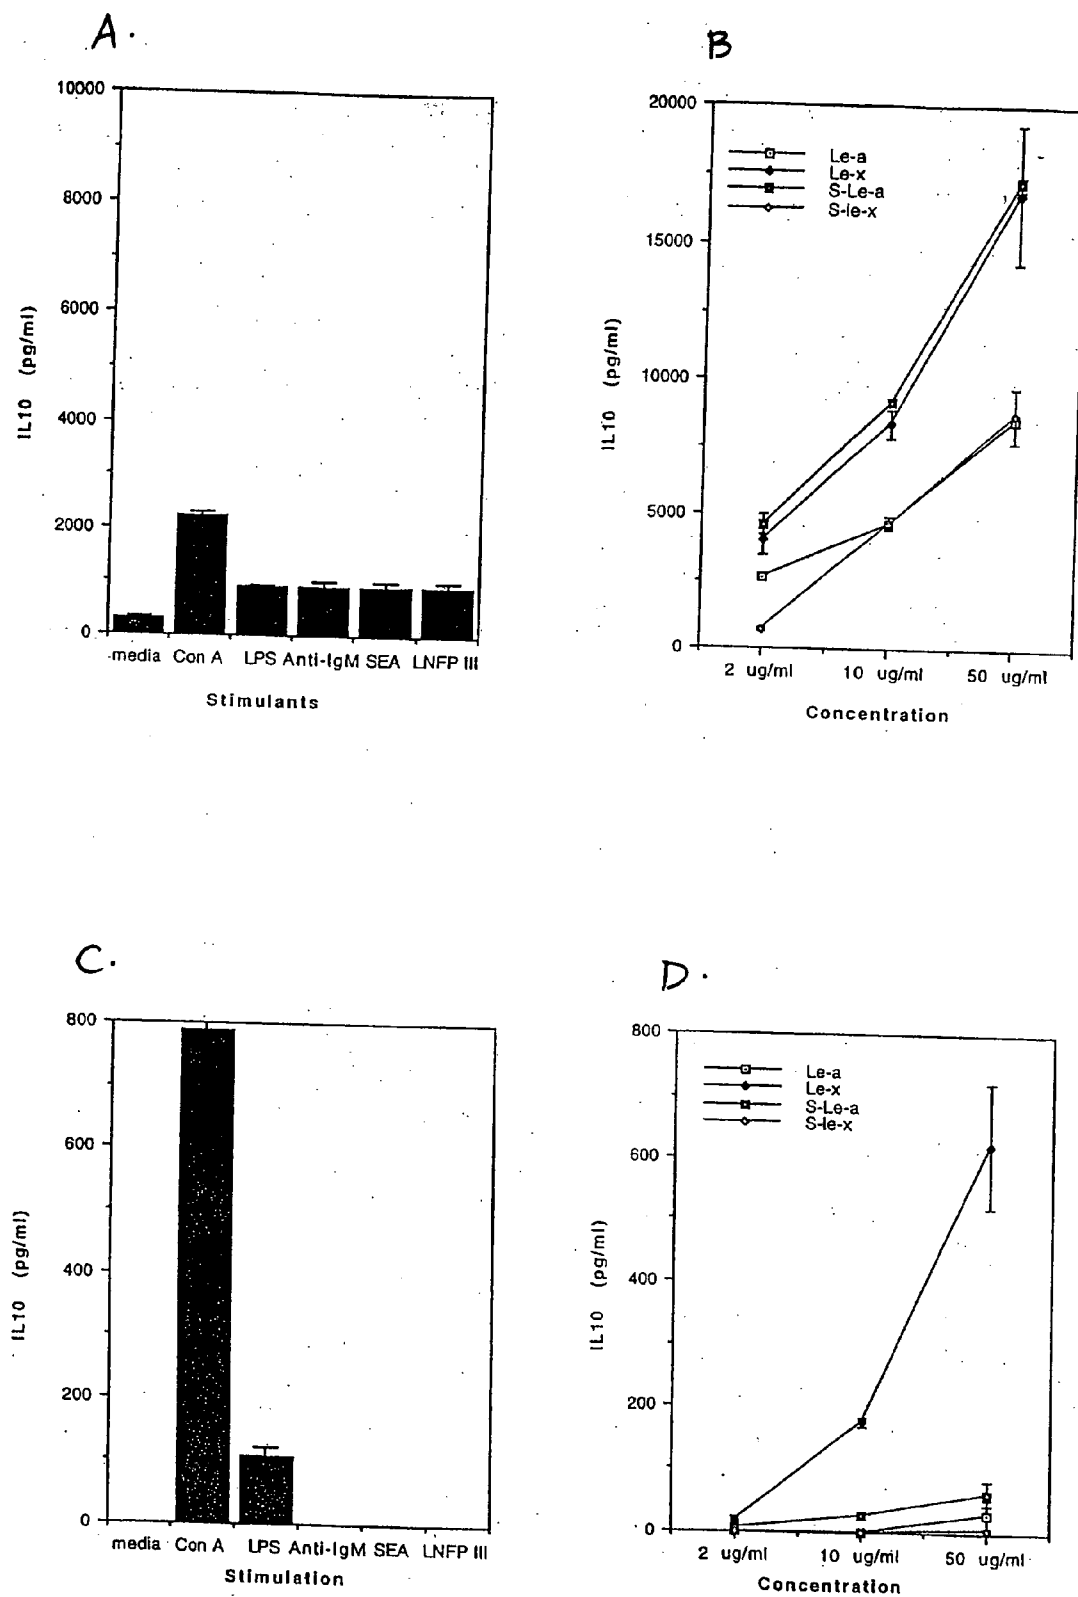 A.
10000
8000
6000
4000
2000
0
IL10 (pg/ml)
media Con A LPS Anti-IgM SEA LNFP III
Stimulants
B
20000
15000
10000
5000
0
IL10 (pg/ml)
Le-a
Le-x
S-Le-a
S-le-x
2 ug/ml 10 ug/ml 50 ug/ml
Concentration
C.
800
600
400
200
0
IL10 (pg/ml)
media Con A LPS Anti-IgM SEA LNFP III
Stimulation
D.
800
600
400
200
0
IL10 (pg/ml)
Le-a
Le-x
S-Le-a
S-le-x
2 ug/ml 10 ug/ml 50 ug/ml
Concentration